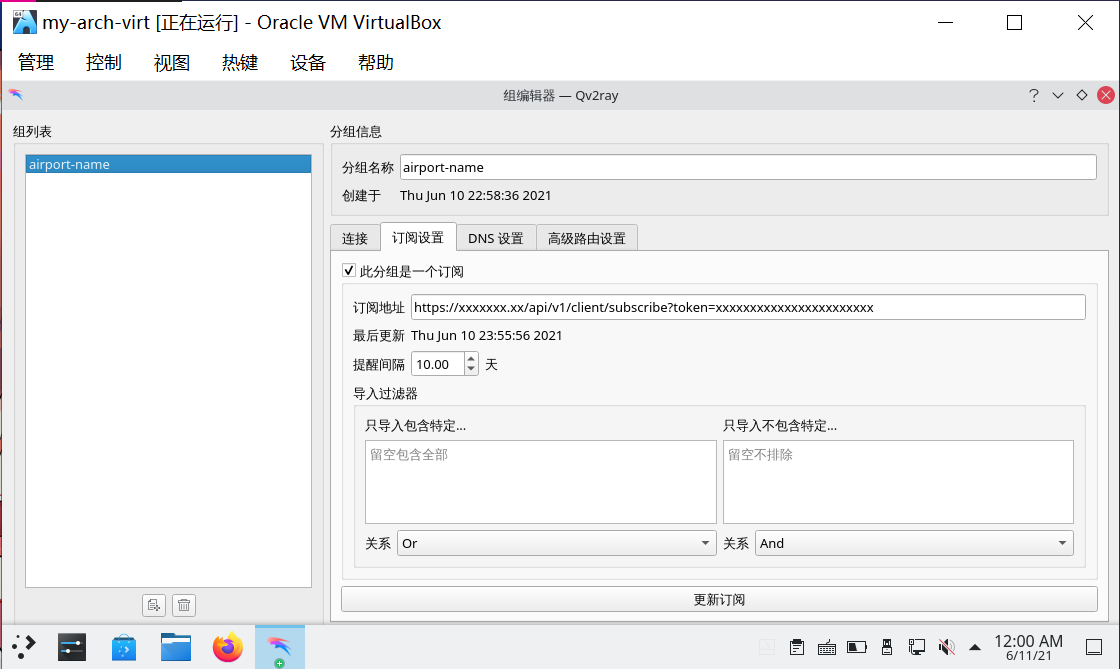 my-arch-virt [正在运行] - Oracle VM VirtualBox
管理 控制 视图 热键 设备 帮助
组编辑器 — Qv2ray
组列表
airport-name
分组信息
分组名称 airport-name
创建于 Thu Jun 10 22:58:36 2021
连接 订阅设置 DNS 设置 高级路由设置
此分组是一个订阅
订阅地址 https://xxxxxxx.xx/api/v1/client/subscribe?token=xxxxxxxxxxxxxxxxxxxxxxx
最后更新 Thu Jun 10 23:55:56 2021
提醒间隔 10.00 天
导入过滤器
只导入包含特定... 只导入不包含特定...
留空包含全部 留空不排除
关系 Or 关系 And
更新订阅
12:00 AM
6/11/21